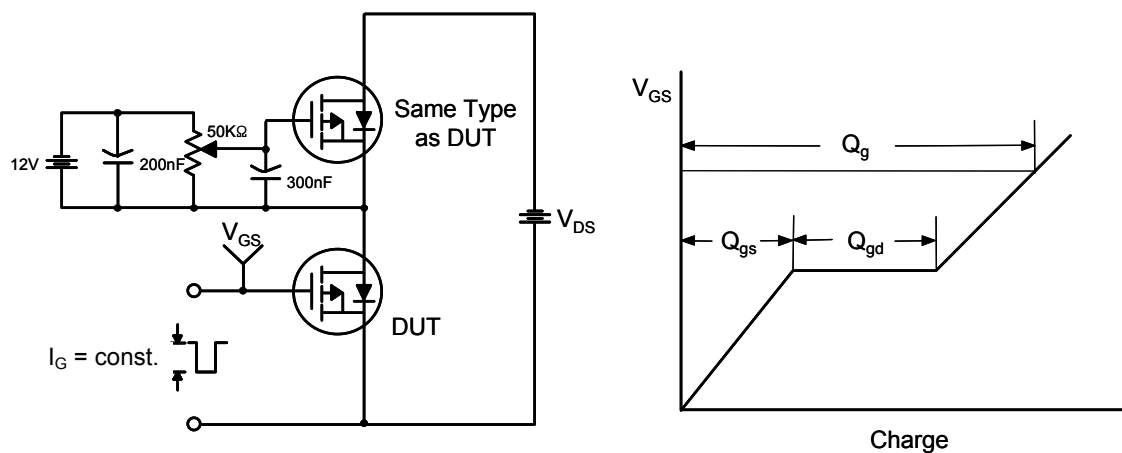 Same Type
as DUT
12V
200nF
50KΩ
300nF
V_GS
V_DS
DUT
I_G = const.
V_GS
Q_g
Q_gs
Q_gd
Charge